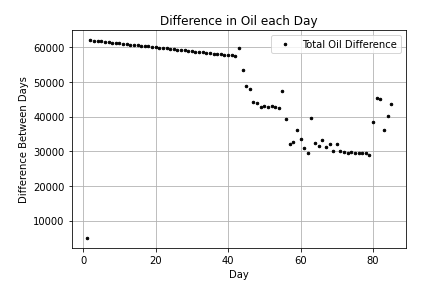 Difference in Oil each Day
Total Oil Difference
Difference Between Days
60000
50000
40000
30000
20000
10000
0 20 40 60 80
Day